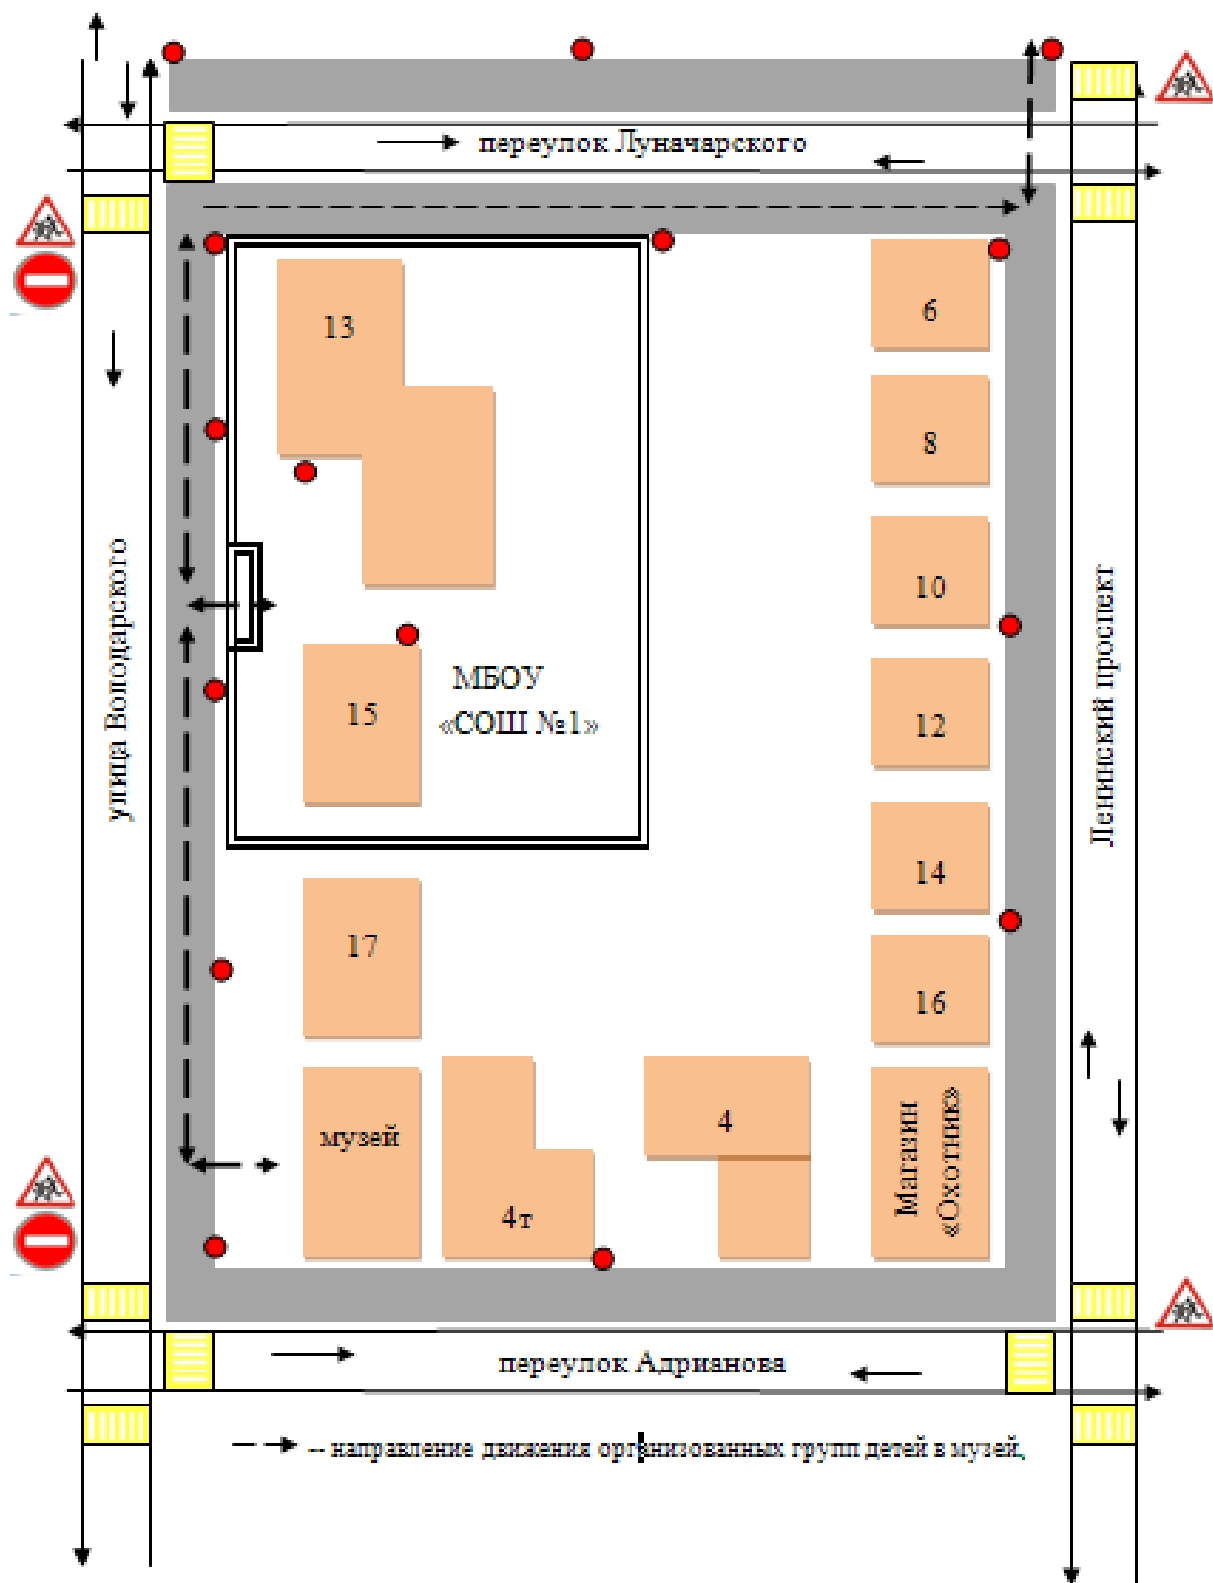 переулок Луначарского
13
6
8
10
улица Володарского
МБОУ
«СОШ №1»
15
12
Ленинский проспект
14
17
16
музей
4
4т
Магазин
«Охотник»
переулок Адрианова
– направление движения организованных групп детей в музей.